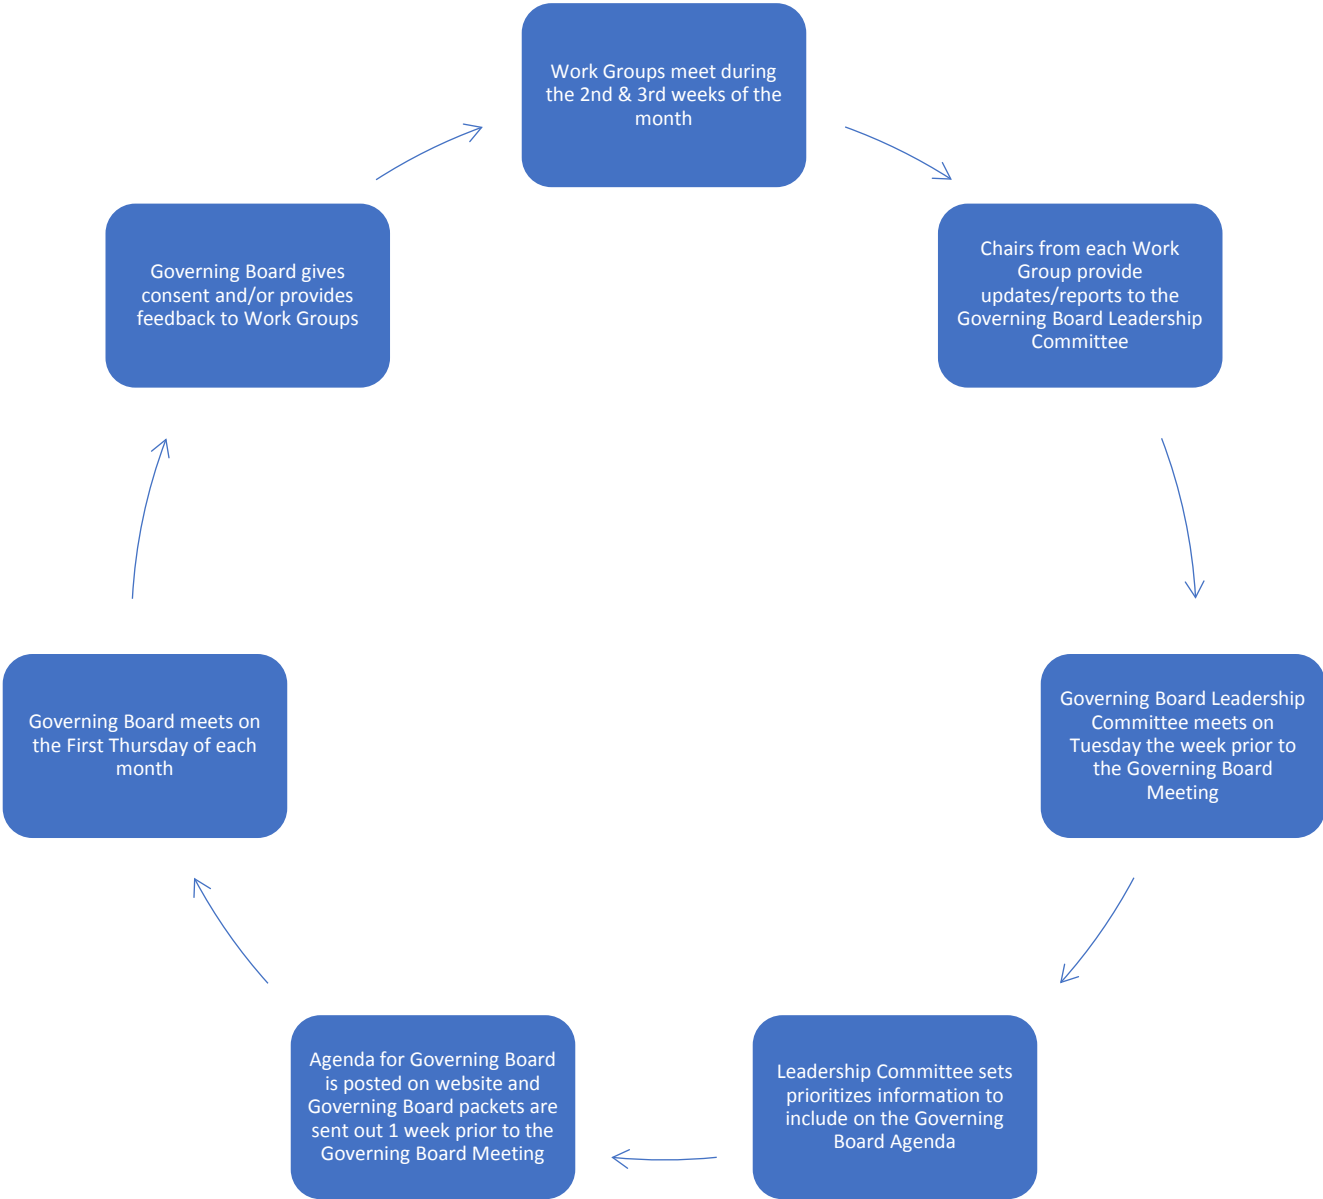 Work Groups meet during
the 2nd & 3rd weeks of the
month
Chairs from each Work
Group provide
updates/reports to the
Governing Board Leadership
Committee
Governing Board Leadership
Committee meets on
Tuesday the week prior to
the Governing Board
Meeting
Leadership Committee sets
prioritizes information to
include on the Governing
Board Agenda
Agenda for Governing Board
is posted on website and
Governing Board packets are
sent out 1 week prior to the
Governing Board Meeting
Governing Board meets on
the First Thursday of each
month
Governing Board gives
consent and/or provides
feedback to Work Groups